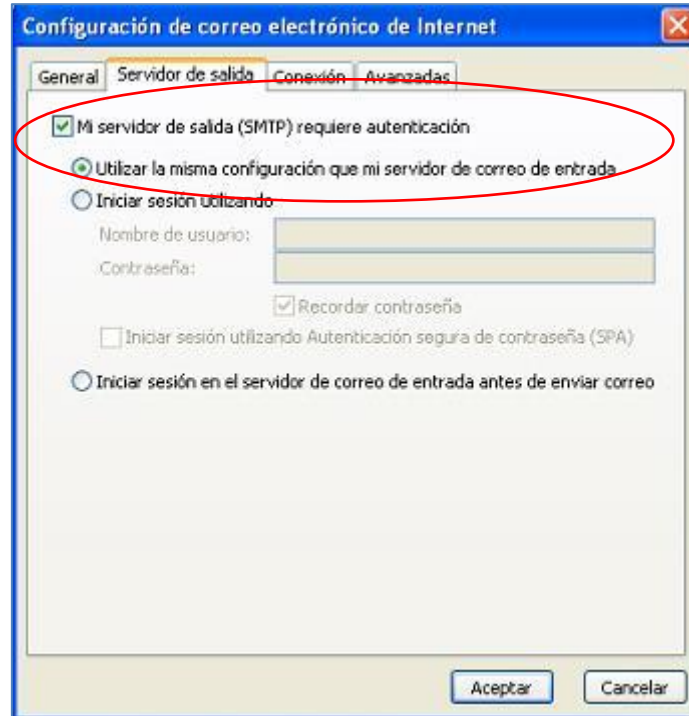 Configuración de correo electrónico de Internet
General Servidor de salida Conexión Avanzadas
Mi servidor de salida (SMTP) requiere autenticación
Utilizar la misma configuración que mi servidor de correo de entrada
Iniciar sesión utilizando
Nombre de usuario:
Contraseña:
Recordar contraseña
Iniciar sesión utilizando Autenticación segura de contraseña (SPA)
Iniciar sesión en el servidor de correo de entrada antes de enviar correo
Aceptar Cancelar